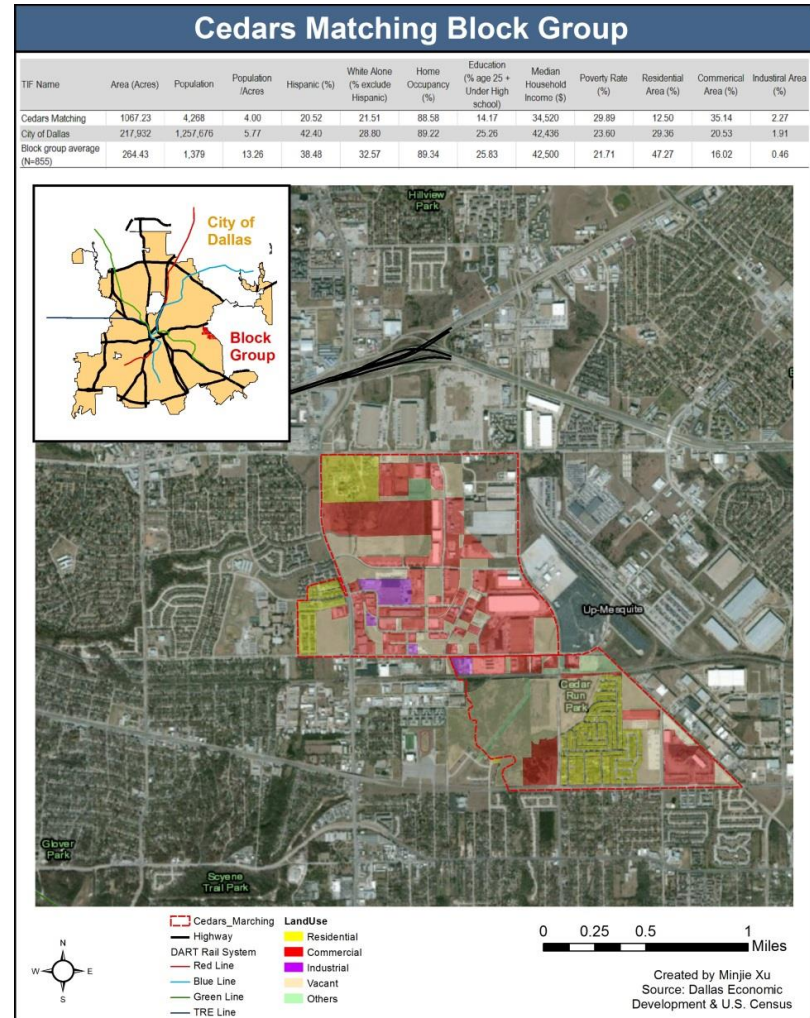 Cedars Matching Block Group
TIF Name Area (Acres) Population Population /Acres Hispanic (%) White Alone (% exclude Hispanic) Home Occupancy (%) Education (% age 25 + Under High school) Median Household Incomo ($) Poverty Rate (%) Residential Area (%) Commerical Area (%) Industiral Area (%)
Cedars Matching 1067.23 4,268 4.00 20.52 21.51 88.58 14.17 34,520 29.89 12.50 35.14 2.27
City of Dallas 217,932 1,257,676 5.77 42.40 28.80 89.22 25.26 42,436 23.60 29.36 20.53 1.91
Block group average (N=855) 264.43 1,379 13.26 38.48 32.57 89.34 25.83 42,500 21.71 47.27 16.02 0.46
Hillview
Park
City of
Dallas
Block
Group
Up-Mesquite
Cedar
Run
Park
Glover
Park
Scyene
Trail Park
N
W E
S
Cedars_Marching
Highway
DART Rail System
Red Line
Blue Line
Green Line
TRE Line
LandUse
Residential
Commercial
Industrial
Vacant
Others
0 0.25 0.5 1
Miles
Created by Minjie Xu
Source: Dallas Economic
Development & U.S. Census